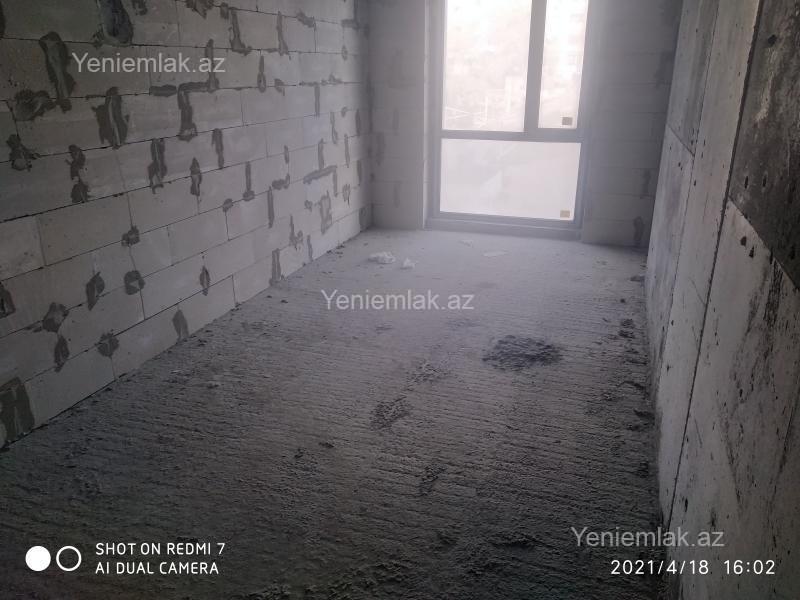 Yeniemlak.az
Yeniemlak.az
Yeniemlak.az
SHOT ON REDMI 7
AI DUAL CAMERA
2021/4/18 16:02